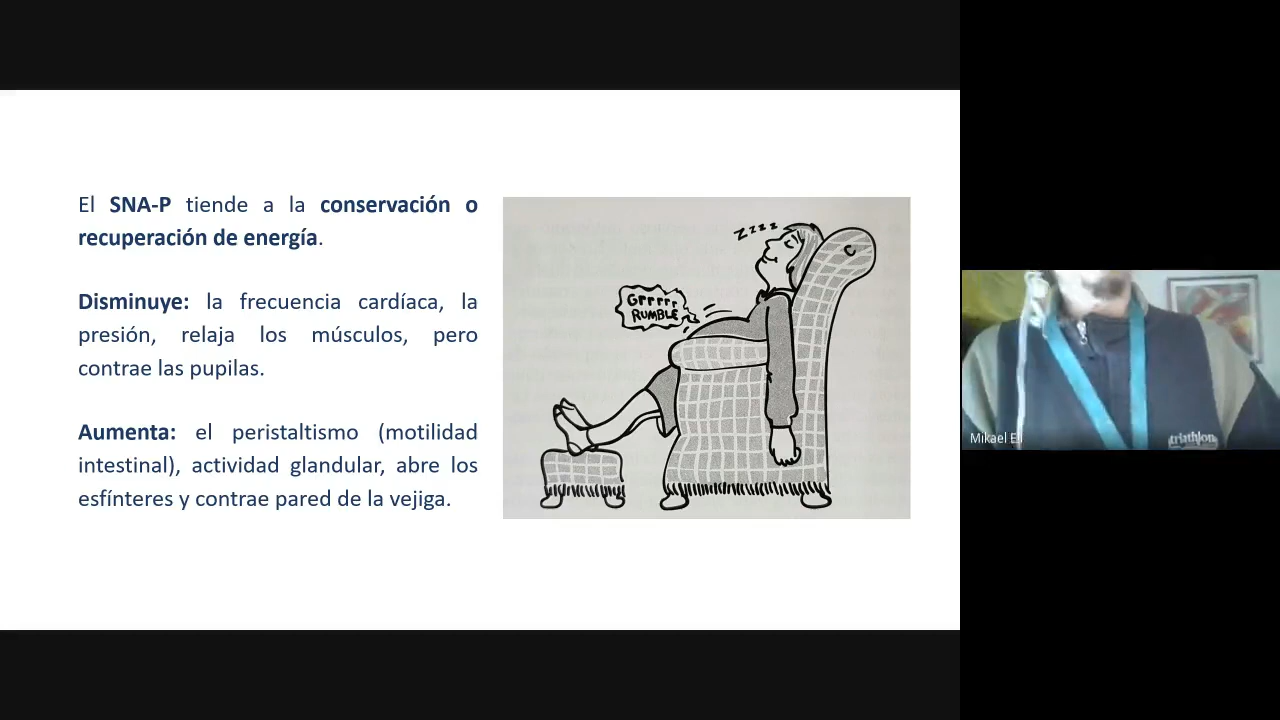 El SNA-P tiende a la conservación o
recuperación de energía.
Disminuye: la frecuencia cardíaca, la
presión, relaja los músculos, pero
contrae las pupilas.
Aumenta: el peristaltismo (motilidad
intestinal), actividad glandular, abre los
esfínteres y contrae pared de la vejiga.
zzzz
Grrrrr
RUMBLE
C
Mikael Eli
triathlon